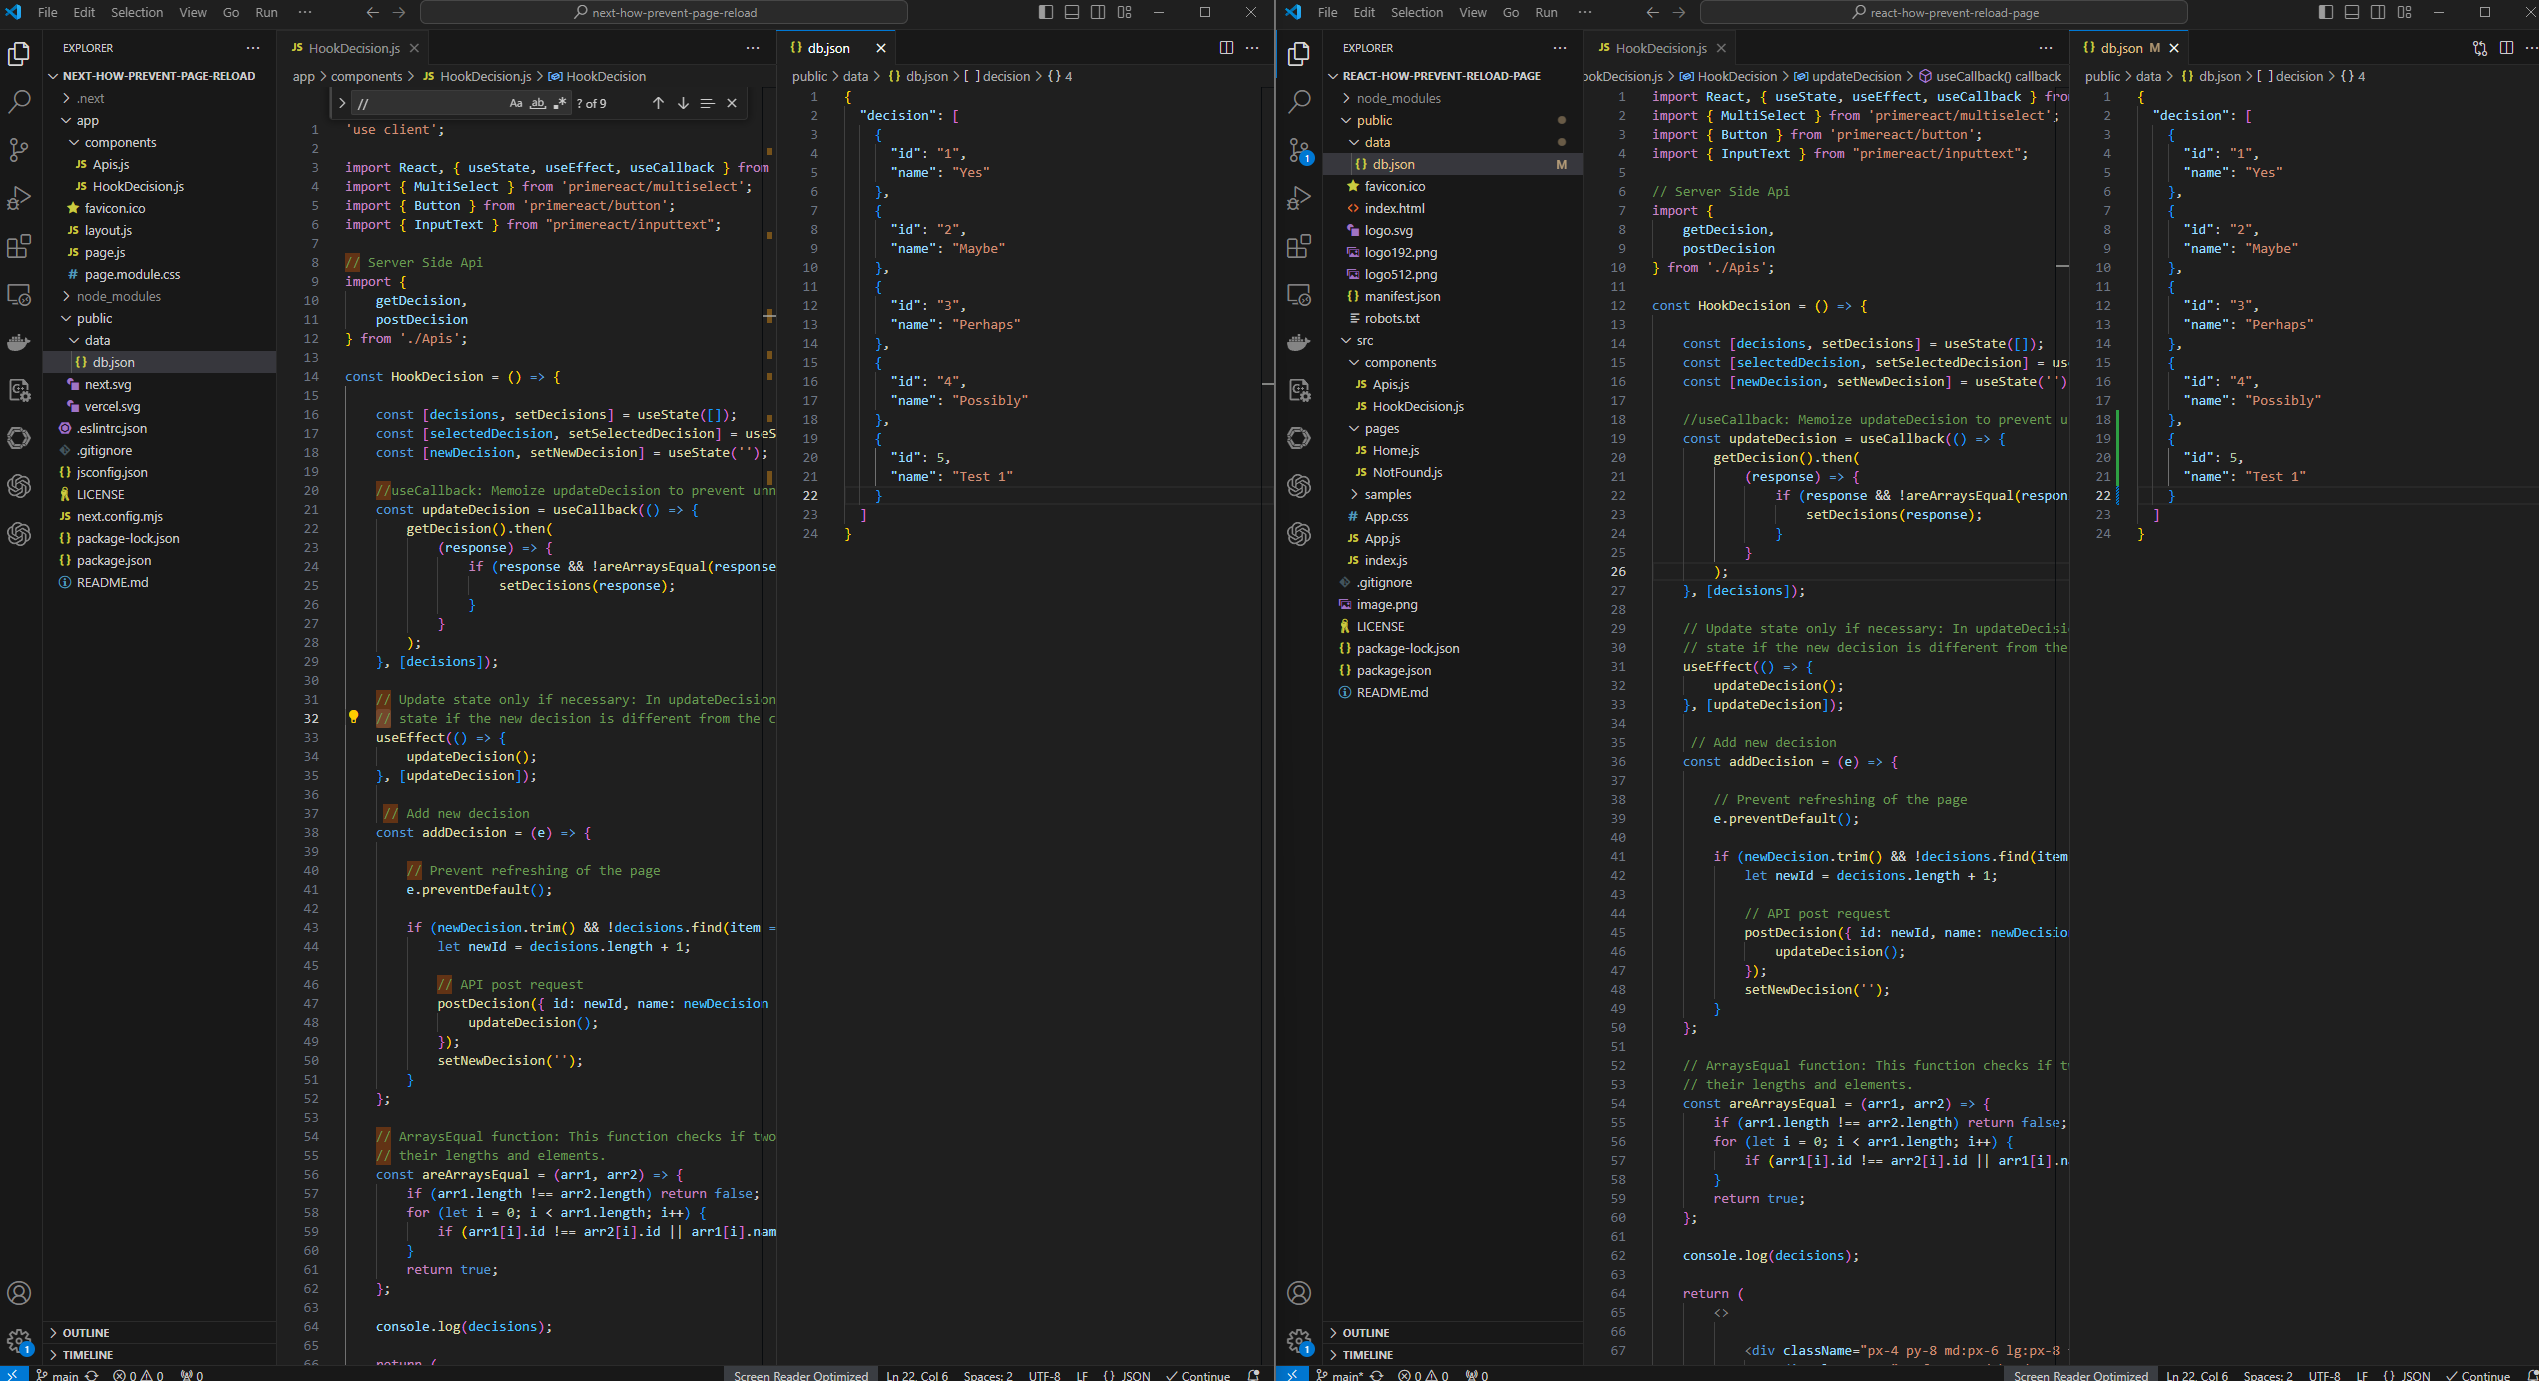 File Edit Selection View Go Run ··· next-how-prevent-page-reload
EXPLORER
NEXT-HOW-PREVENT-PAGE-RELOAD
.next
app
components
JS Apis.js
JS HookDecision.js
favicon.ico
JS layout.js
JS page.js
# page.module.css
node_modules
public
data
{} db.json
next.svg
vercel.svg
.eslintrc.json
.gitignore
{} jsconfig.json
LICENSE
JS next.config.mjs
{} package-lock.json
{} package.json
README.md
OUTLINE
TIMELINE
JS HookDecision.js
app > components > JS HookDecision.js > HookDecision
// Aa ab ? of 9
1 'use client';
2
3 import React, { useState, useEffect, useCallback } from
4 import { MultiSelect } from 'primereact/multiselect';
5 import { Button } from 'primereact/button';
6 import { InputText } from "primereact/inputtext";
7
8 // Server Side Api
9 import {
10 getDecision,
11 postDecision
12 } from './Apis';
13
14 const HookDecision = () => {
15
16 const [decisions, setDecisions] = useState([]);
17 const [selectedDecision, setSelectedDecision] = useS
18 const [newDecision, setNewDecision] = useState('');
19
20 //useCallback: Memoize updateDecision to prevent unn
21 const updateDecision = useCallback(() => {
22 getDecision().then(
23 (response) => {
24 if (response && !areArraysEqual(response
25 setDecisions(response);
26 }
27 }
28 );
29 }, [decisions]);
30
31 // Update state only if necessary: In updateDecision
32 // state if the new decision is different from the c
33 useEffect(() => {
34 updateDecision();
35 }, [updateDecision]);
36
37 // Add new decision
38 const addDecision = (e) => {
39
40 // Prevent refreshing of the page
41 e.preventDefault();
42
43 if (newDecision.trim() && !decisions.find(item =
44 let newId = decisions.length + 1;
45
46 // API post request
47 postDecision({ id: newId, name: newDecision
48 updateDecision();
49 });
50 setNewDecision('');
51 }
52 };
53
54 // ArraysEqual function: This function checks if two
55 // their lengths and elements.
56 const areArraysEqual = (arr1, arr2) => {
57 if (arr1.length !== arr2.length) return false;
58 for (let i = 0; i < arr1.length; i++) {
59 if (arr1[i].id !== arr2[i].id || arr1[i].nam
60 }
61 return true;
62 };
63
64 console.log(decisions);
65
66 return (
{} db.json
public > data > {} db.json > [ ] decision > {} 4
1 {
2 "decision": [
3 {
4 "id": "1",
5 "name": "Yes"
6 },
7 {
8 "id": "2",
9 "name": "Maybe"
10 },
11 {
12 "id": "3",
13 "name": "Perhaps"
14 },
15 {
16 "id": "4",
17 "name": "Possibly"
18 },
19 {
20 "id": 5,
21 "name": "Test 1"
22 }
23 ]
24 }
1 main 0 0 0 Screen Reader Optimized Ln 22, Col 6 Spaces: 2 UTF-8 LF {} JSON Continue
File Edit Selection View Go Run ··· react-how-prevent-reload-page
1
EXPLORER
REACT-HOW-PREVENT-RELOAD-PAGE
node_modules
public
data
{} db.json M
favicon.ico
<> index.html
logo.svg
logo192.png
logo512.png
{} manifest.json
robots.txt
src
components
JS Apis.js
JS HookDecision.js
pages
JS Home.js
JS NotFound.js
samples
# App.css
JS App.js
JS index.js
.gitignore
image.png
LICENSE
{} package-lock.json
{} package.json
README.md
OUTLINE
TIMELINE
JS HookDecision.js
ookDecision.js > HookDecision > updateDecision > useCallback() callback
1 import React, { useState, useEffect, useCallback } fro
2 import { MultiSelect } from 'primereact/multiselect';
3 import { Button } from 'primereact/button';
4 import { InputText } from "primereact/inputtext";
5
6 // Server Side Api
7 import {
8 getDecision,
9 postDecision
10 } from './Apis';
11
12 const HookDecision = () => {
13
14 const [decisions, setDecisions] = useState([]);
15 const [selectedDecision, setSelectedDecision] = us
16 const [newDecision, setNewDecision] = useState('')
17
18 //useCallback: Memoize updateDecision to prevent u
19 const updateDecision = useCallback(() => {
20 getDecision().then(
21 (response) => {
22 if (response && !areArraysEqual(respon
23 setDecisions(response);
24 }
25 }
26 );
27 }, [decisions]);
28
29 // Update state only if necessary: In updateDecisi
30 // state if the new decision is different from the
31 useEffect(() => {
32 updateDecision();
33 }, [updateDecision]);
34
35 // Add new decision
36 const addDecision = (e) => {
37
38 // Prevent refreshing of the page
39 e.preventDefault();
40
41 if (newDecision.trim() && !decisions.find(item
42 let newId = decisions.length + 1;
43
44 // API post request
45 postDecision({ id: newId, name: newDecisio
46 updateDecision();
47 });
48 setNewDecision('');
49 }
50 };
51
52 // ArraysEqual function: This function checks if t
53 // their lengths and elements.
54 const areArraysEqual = (arr1, arr2) => {
55 if (arr1.length !== arr2.length) return false;
56 for (let i = 0; i < arr1.length; i++) {
57 if (arr1[i].id !== arr2[i].id || arr1[i].n
58 }
59 return true;
60 };
61
62 console.log(decisions);
63
64 return (
65 <>
66
67 <div className="px-4 py-8 md:px-6 lg:px-8
{} db.json M
public > data > {} db.json > [ ] decision > {} 4
1 {
2 "decision": [
3 {
4 "id": "1",
5 "name": "Yes"
6 },
7 {
8 "id": "2",
9 "name": "Maybe"
10 },
11 {
12 "id": "3",
13 "name": "Perhaps"
14 },
15 {
16 "id": "4",
17 "name": "Possibly"
18 },
19 {
20 "id": 5,
21 "name": "Test 1"
22 }
23 ]
24 }
1 main* 0 0 0 Screen Reader Optimized Ln 22, Col 6 Spaces: 2 UTF-8 LF {} JSON Continue